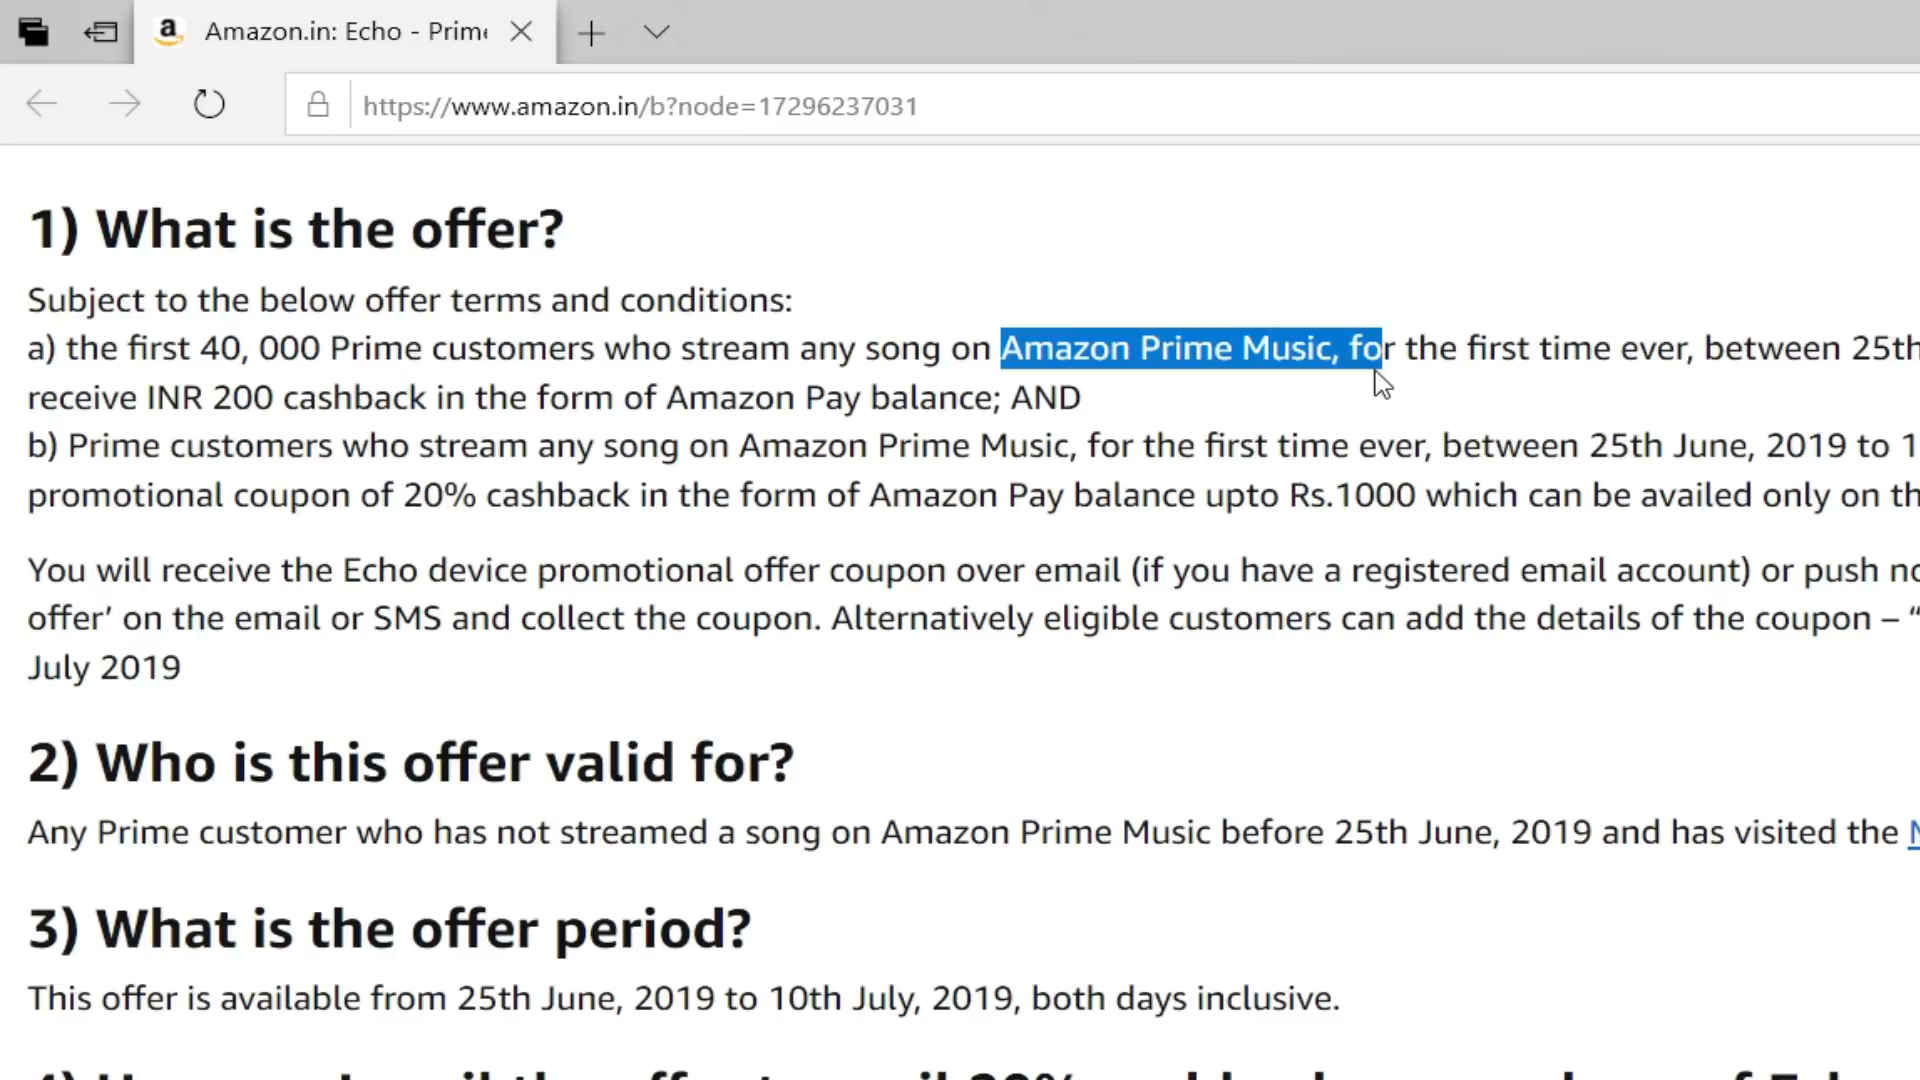 Amazon.in: Echo - Prim
https://www.amazon.in/b?node=17296237031
1) What is the offer?
Subject to the below offer terms and conditions:
a) the first 40, 000 Prime customers who stream any song on Amazon Prime Music, for the first time ever, between 25th
receive INR 200 cashback in the form of Amazon Pay balance; AND
b) Prime customers who stream any song on Amazon Prime Music, for the first time ever, between 25th June, 2019 to 1
promotional coupon of 20% cashback in the form of Amazon Pay balance upto Rs.1000 which can be availed only on th
You will receive the Echo device promotional offer coupon over email (if you have a registered email account) or push no
offer’ on the email or SMS and collect the coupon. Alternatively eligible customers can add the details of the coupon – “
July 2019
2) Who is this offer valid for?
Any Prime customer who has not streamed a song on Amazon Prime Music before 25th June, 2019 and has visited the
3) What is the offer period?
This offer is available from 25th June, 2019 to 10th July, 2019, both days inclusive.